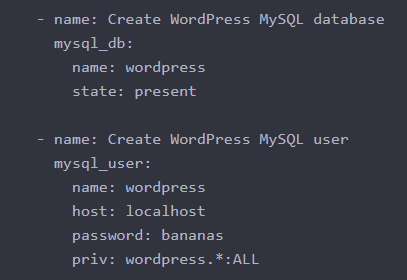 - name: Create WordPress MySQL database
  mysql_db:
    name: wordpress
    state: present

- name: Create WordPress MySQL user
  mysql_user:
    name: wordpress
    host: localhost
    password: bananas
    priv: wordpress.*:ALL